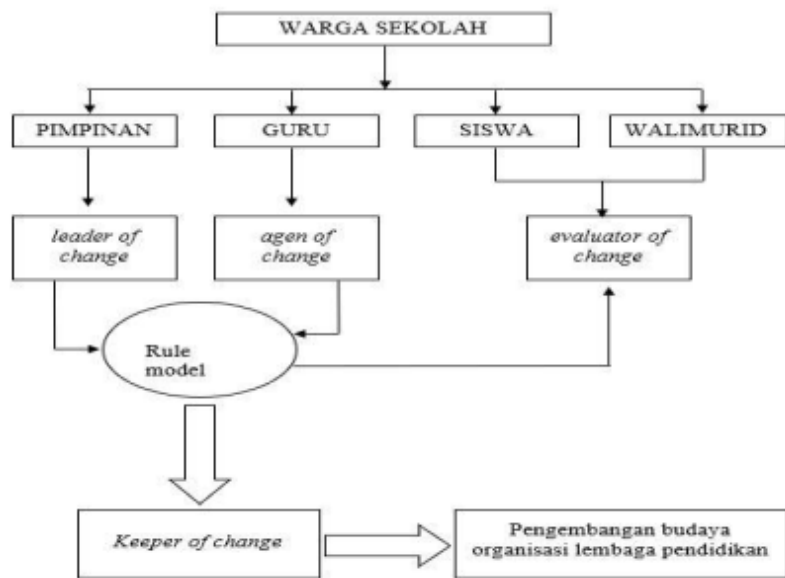 WARGA SEKOLAH
PIMPINAN
GURU
SISWA
WALIMURID
leader of
change
agen of
change
evaluator of
change
Rule
model
Keeper of change
Pengembangan budaya
organisasi lembaga pendidikan